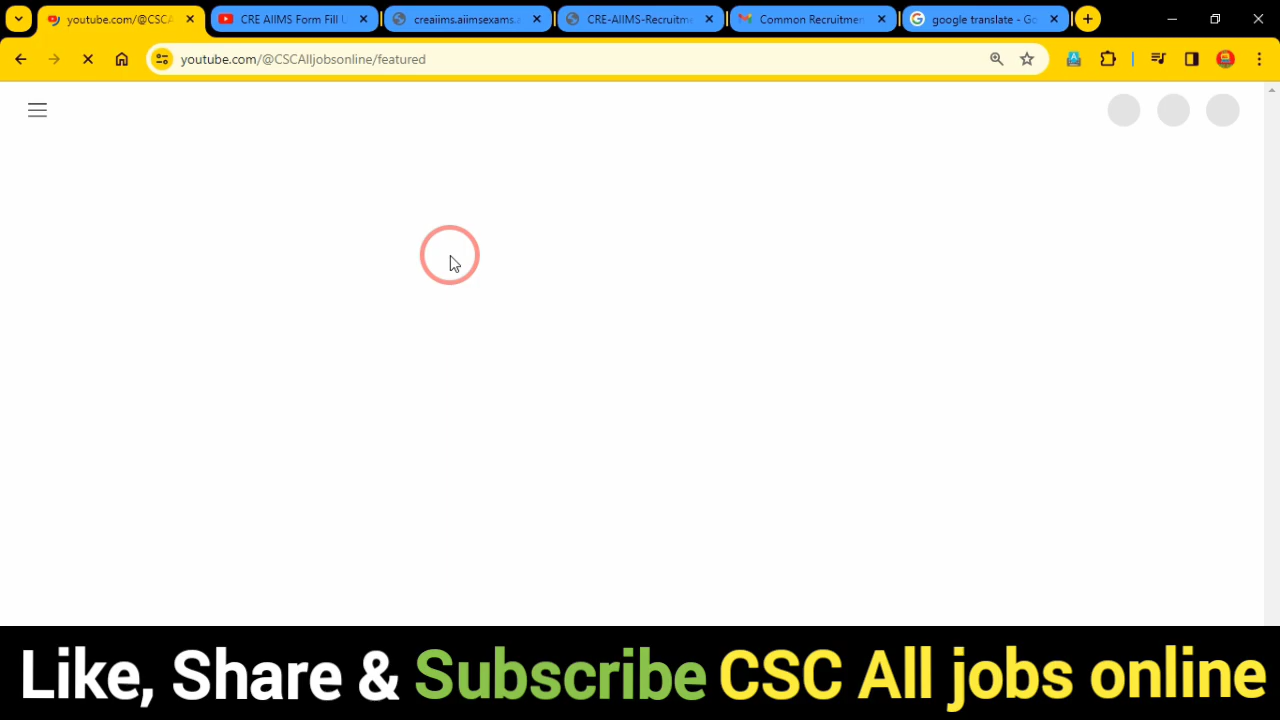 youtube.com/@CSCA
CRE AIIMS Form Fill U
creaiims.aiimsexams.a
CRE-AIIMS-Recruitme
Common Recruitmen
google translate - Go
youtube.com/@CSCAlljobsonline/featured
Like, Share & Subscribe CSC All jobs online